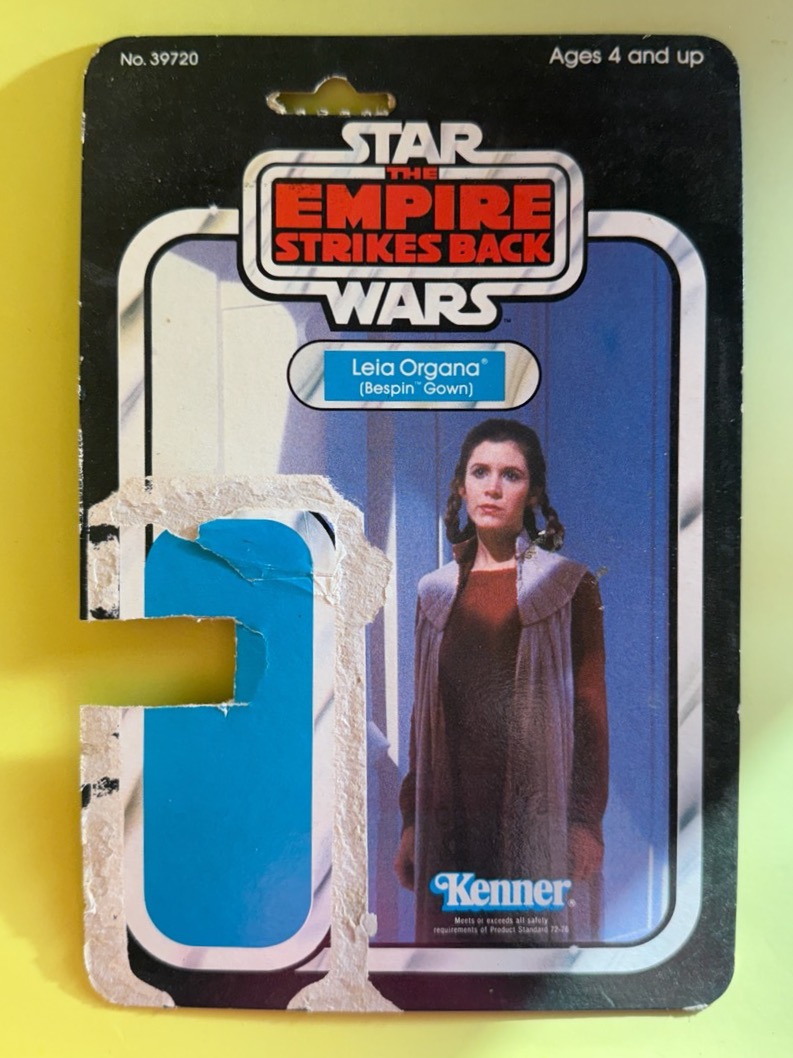 No. 39720
Ages 4 and up
STAR
THE
EMPIRE
STRIKES BACK
WARS™
Leia Organa®
(Bespin™ Gown)
Kenner®
Meets or exceeds all safety
requirements of Product Standard 72-76